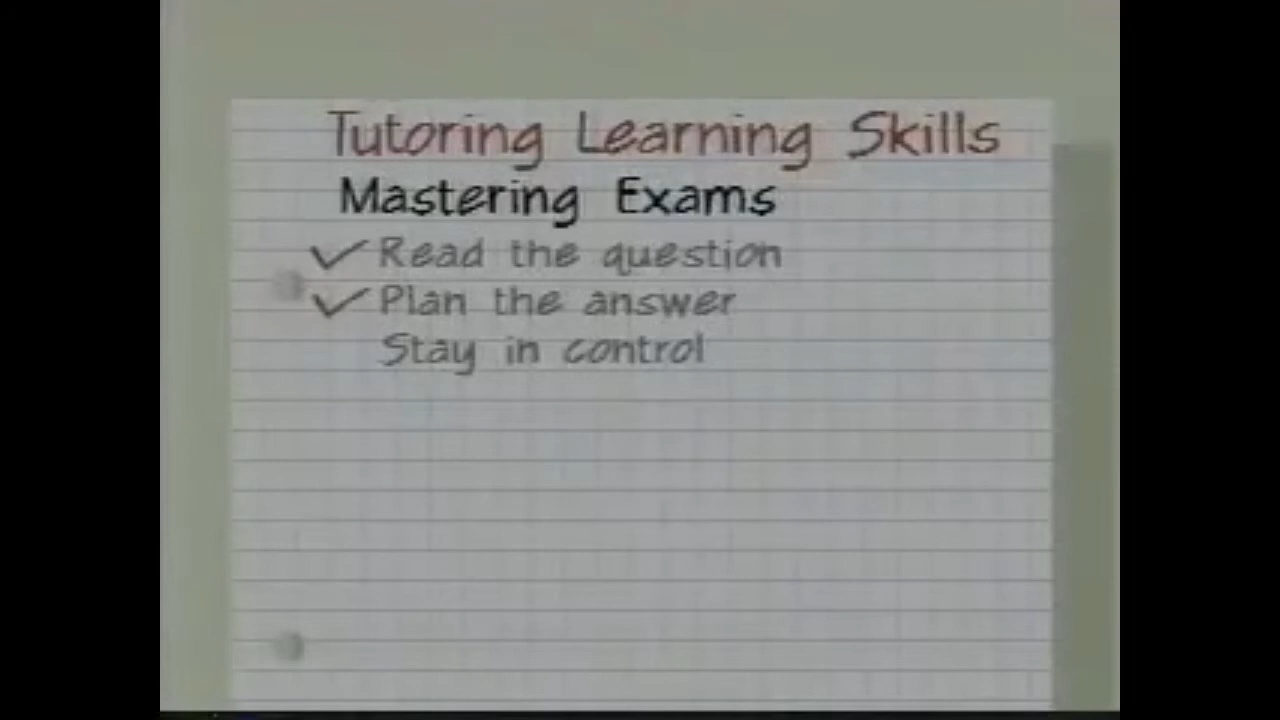 Tutoring Learning Skills
Mastering Exams
✓ Read the question
✓ Plan the answer
Stay in control